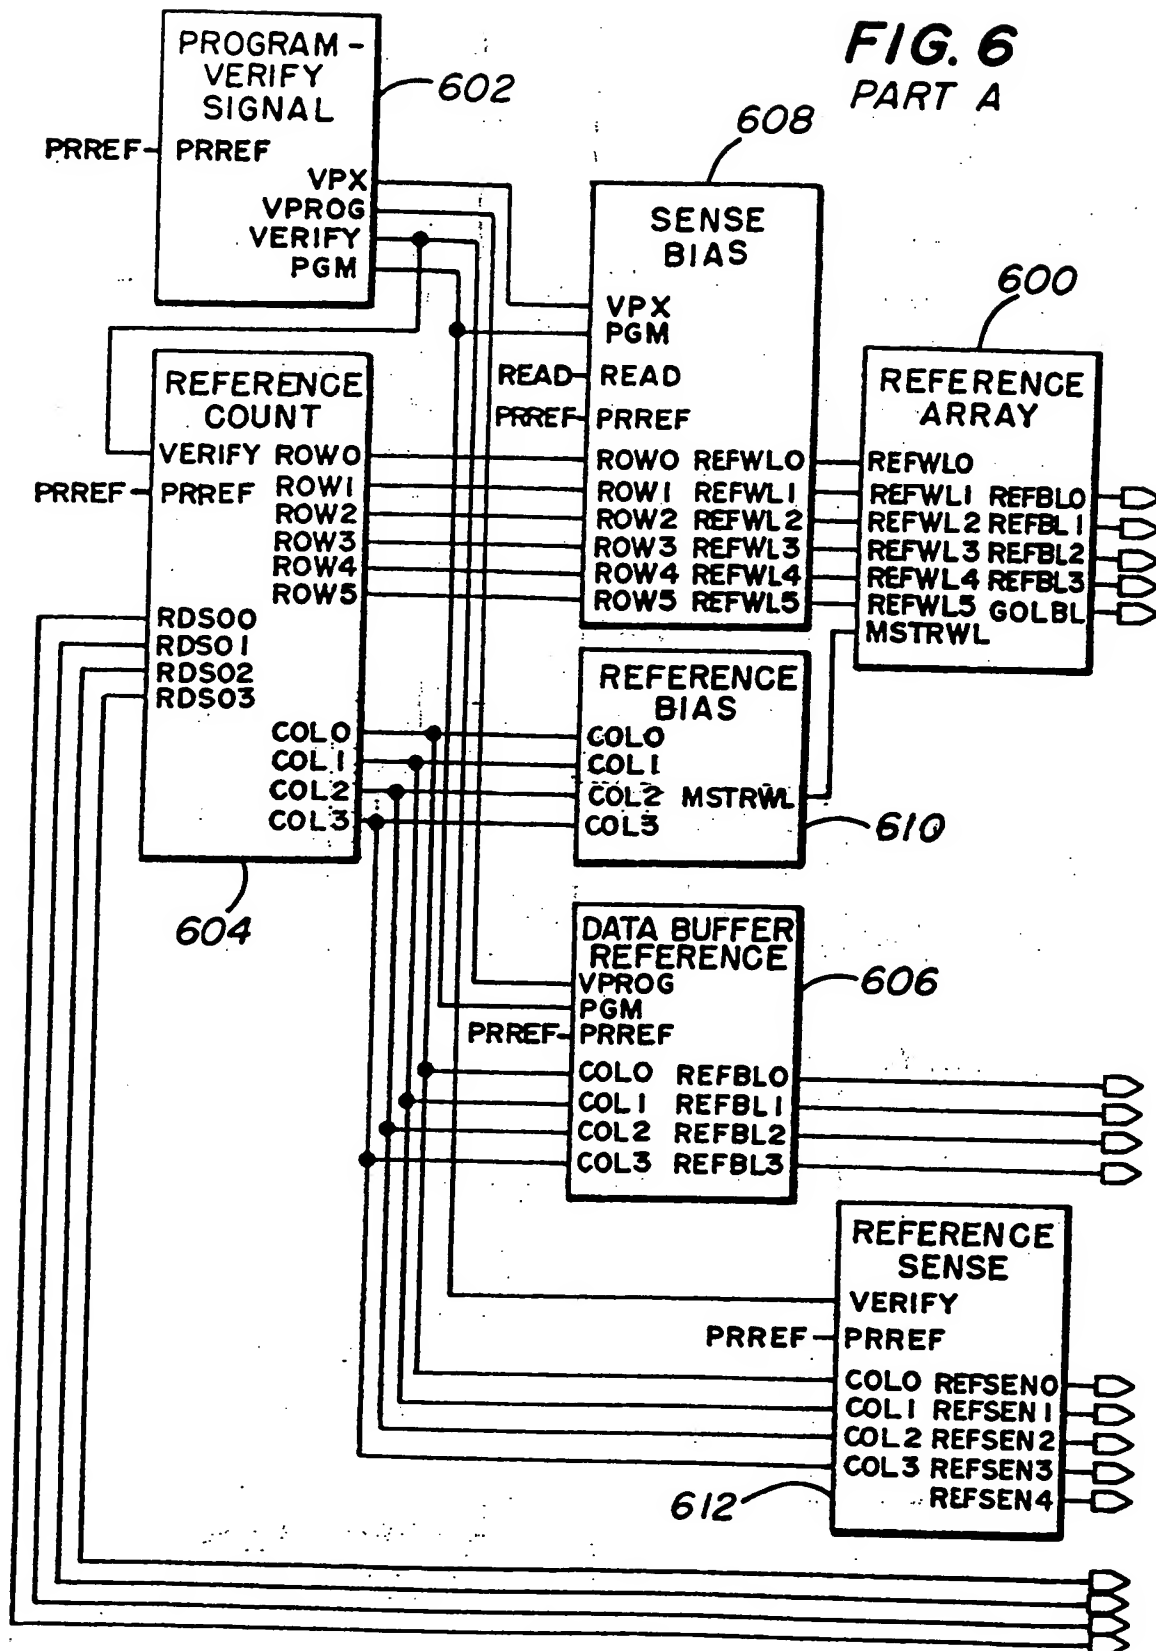 FIG. 6
PART A
PROGRAM-
VERIFY
SIGNAL
602
PRREF
PRREF
VPX
VPROG
VERIFY
PGM
608
SENSE
BIAS
VPX
PGM
READ
READ
PRREF
PRREF
ROW0 REFWL0
ROW1 REFWL1
ROW2 REFWL2
ROW3 REFWL3
ROW4 REFWL4
ROW5 REFWL5
600
REFERENCE
ARRAY
REFWL0
REFWL1 REFBL0
REFWL2 REFBL1
REFWL3 REFBL2
REFWL4 REFBL3
REFWL5 GOLBL
MSTRWL
REFERENCE
COUNT
VERIFY ROW0
PRREF
PRREF
ROW1
ROW2
ROW3
ROW4
ROW5
RDSO0
RDSO1
RDSO2
RDSO3
COL0
COL1
COL2
COL3
604
REFERENCE
BIAS
COL0
COL1
COL2 MSTRWL
COL3
610
DATA BUFFER
REFERENCE
606
VPROG
PGM
PRREF
PRREF
COL0 REFBL0
COL1 REFBL1
COL2 REFBL2
COL3 REFBL3
REFERENCE
SENSE
VERIFY
PRREF
PRREF
COL0 REFSEN0
COL1 REFSEN1
COL2 REFSEN2
COL3 REFSEN3
REFSEN4
612